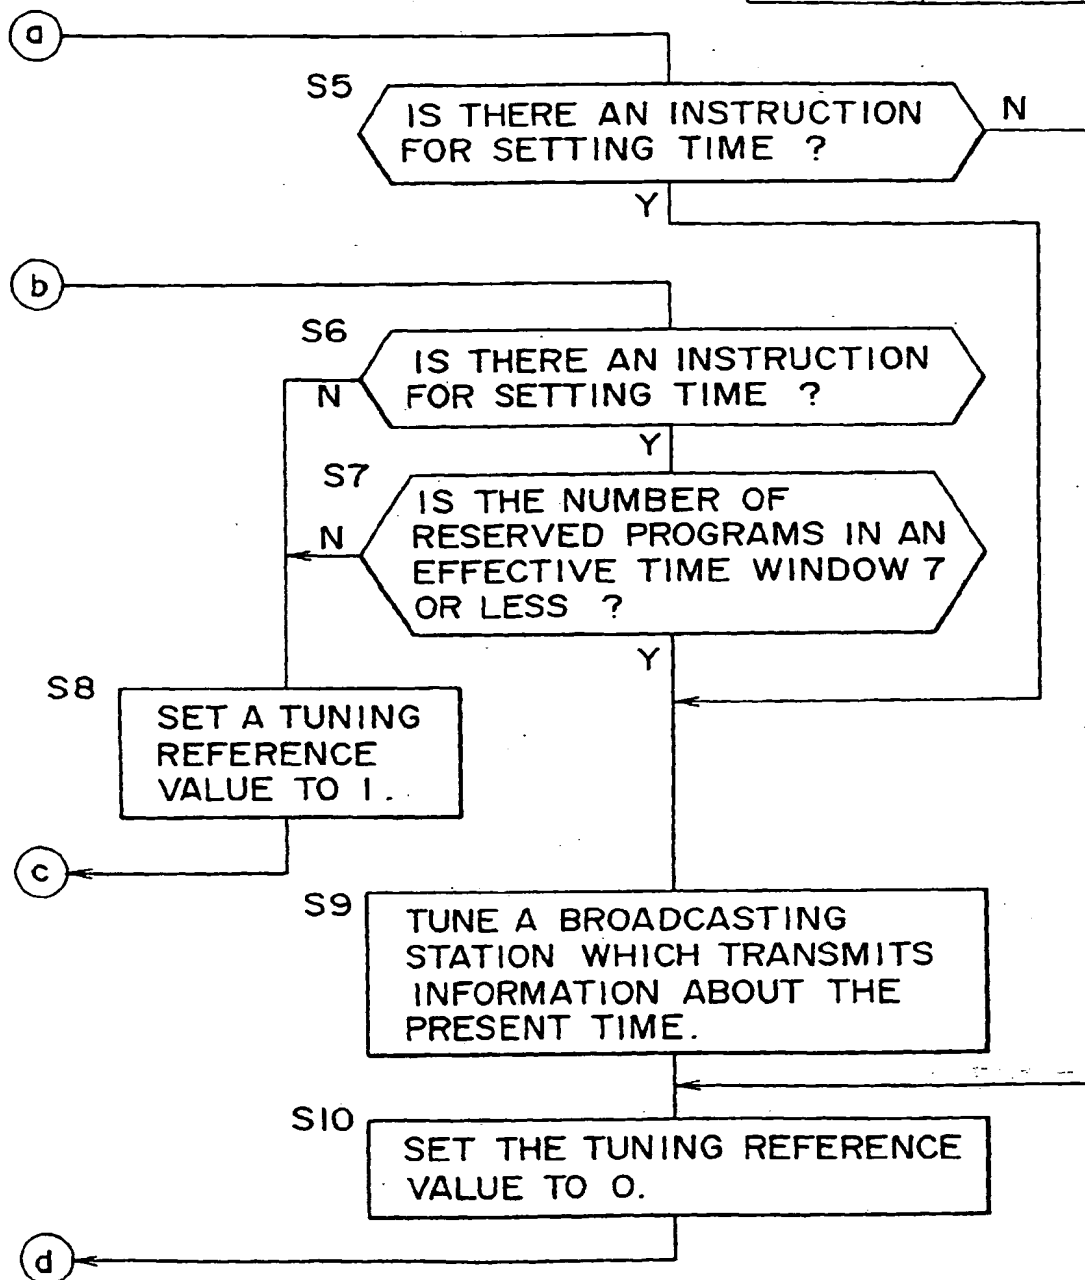 a
S5
IS THERE AN INSTRUCTION
FOR SETTING TIME ?
N
Y
b
S6
IS THERE AN INSTRUCTION
FOR SETTING TIME ?
N
Y
S7
IS THE NUMBER OF
RESERVED PROGRAMS IN AN
EFFECTIVE TIME WINDOW 7
OR LESS ?
N
Y
S8
SET A TUNING
REFERENCE
VALUE TO 1.
c
S9
TUNE A BROADCASTING
STATION WHICH TRANSMITS
INFORMATION ABOUT THE
PRESENT TIME.
S10
SET THE TUNING REFERENCE
VALUE TO 0.
d